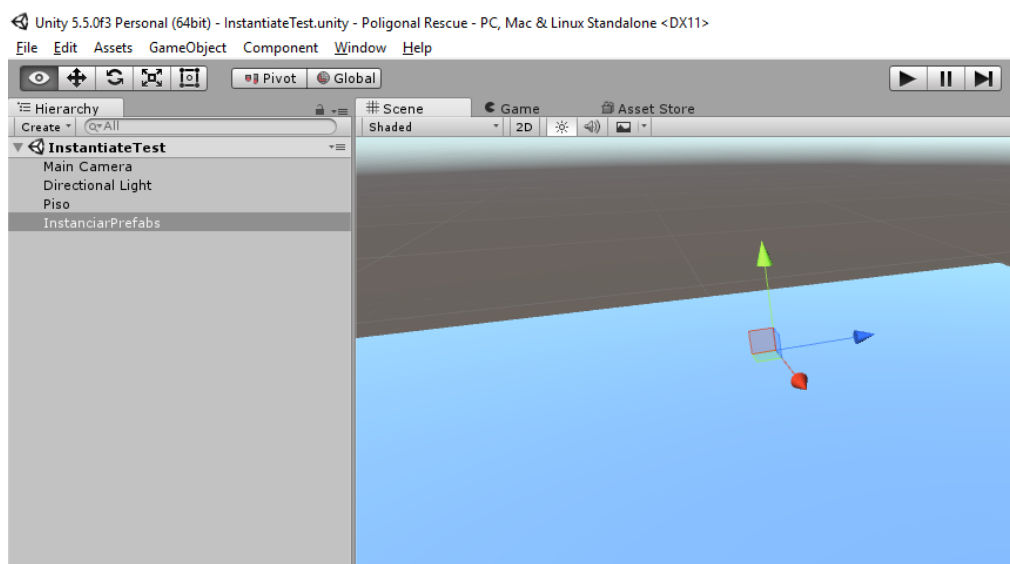 Unity 5.5.0f3 Personal (64bit) - InstantiateTest.unity - Poligonal Rescue - PC, Mac & Linux Standalone <DX11>
File Edit Assets GameObject Component Window Help
Pivot Global
Hierarchy Scene Game Asset Store
Create All Shaded 2D
InstantiateTest
Main Camera
Directional Light
Piso
InstanciarPrefabs